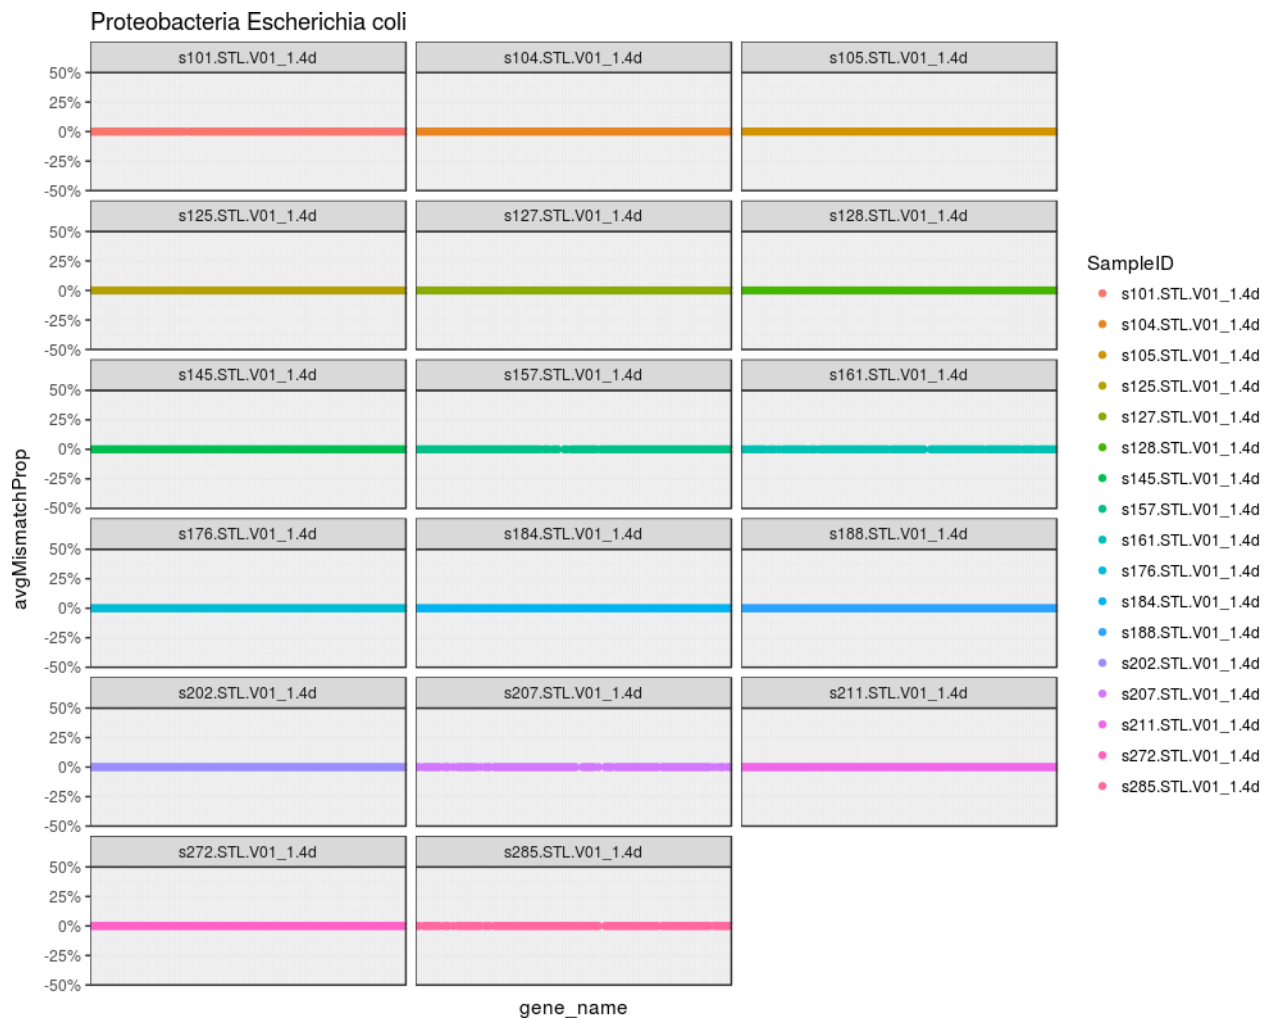 Proteobacteria Escherichia coli
s101.STL.V01_1.4d s104.STL.V01_1.4d s105.STL.V01_1.4d
50%
25%
0%
-25%
-50%
s125.STL.V01_1.4d s127.STL.V01_1.4d s128.STL.V01_1.4d
50%
25%
0%
-25%
-50%
s145.STL.V01_1.4d s157.STL.V01_1.4d s161.STL.V01_1.4d
50%
25%
0%
-25%
-50%
s176.STL.V01_1.4d s184.STL.V01_1.4d s188.STL.V01_1.4d
50%
25%
0%
-25%
-50%
s202.STL.V01_1.4d s207.STL.V01_1.4d s211.STL.V01_1.4d
50%
25%
0%
-25%
-50%
s272.STL.V01_1.4d s285.STL.V01_1.4d
50%
25%
0%
-25%
-50%
avgMismatchProp
gene_name
SampleID
s101.STL.V01_1.4d
s104.STL.V01_1.4d
s105.STL.V01_1.4d
s125.STL.V01_1.4d
s127.STL.V01_1.4d
s128.STL.V01_1.4d
s145.STL.V01_1.4d
s157.STL.V01_1.4d
s161.STL.V01_1.4d
s176.STL.V01_1.4d
s184.STL.V01_1.4d
s188.STL.V01_1.4d
s202.STL.V01_1.4d
s207.STL.V01_1.4d
s211.STL.V01_1.4d
s272.STL.V01_1.4d
s285.STL.V01_1.4d